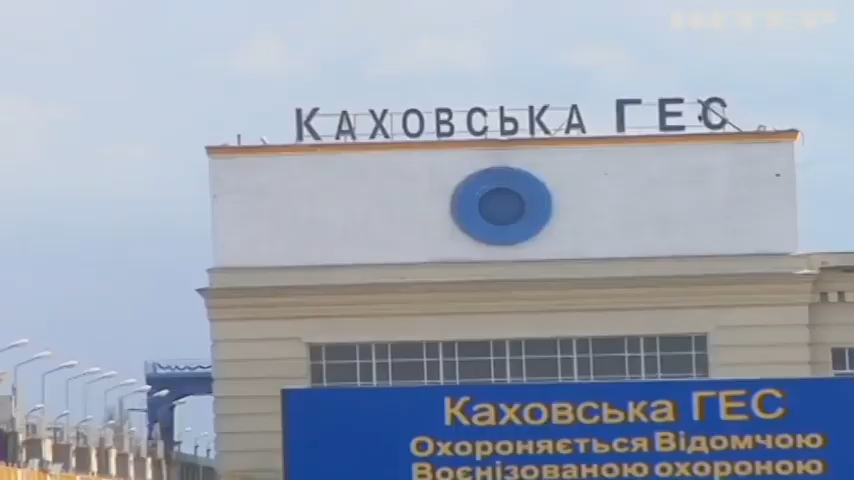 КАХОВСЬКА ГЕС
Каховська ГЕС
Охороняється Відомчою
Воєнізованою охороною